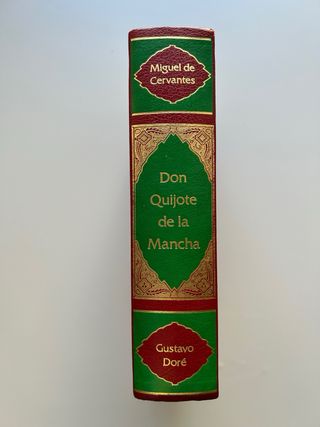 Miguel de
Cervantes
Don
Quijote
de la
Mancha
Gustavo
Doré